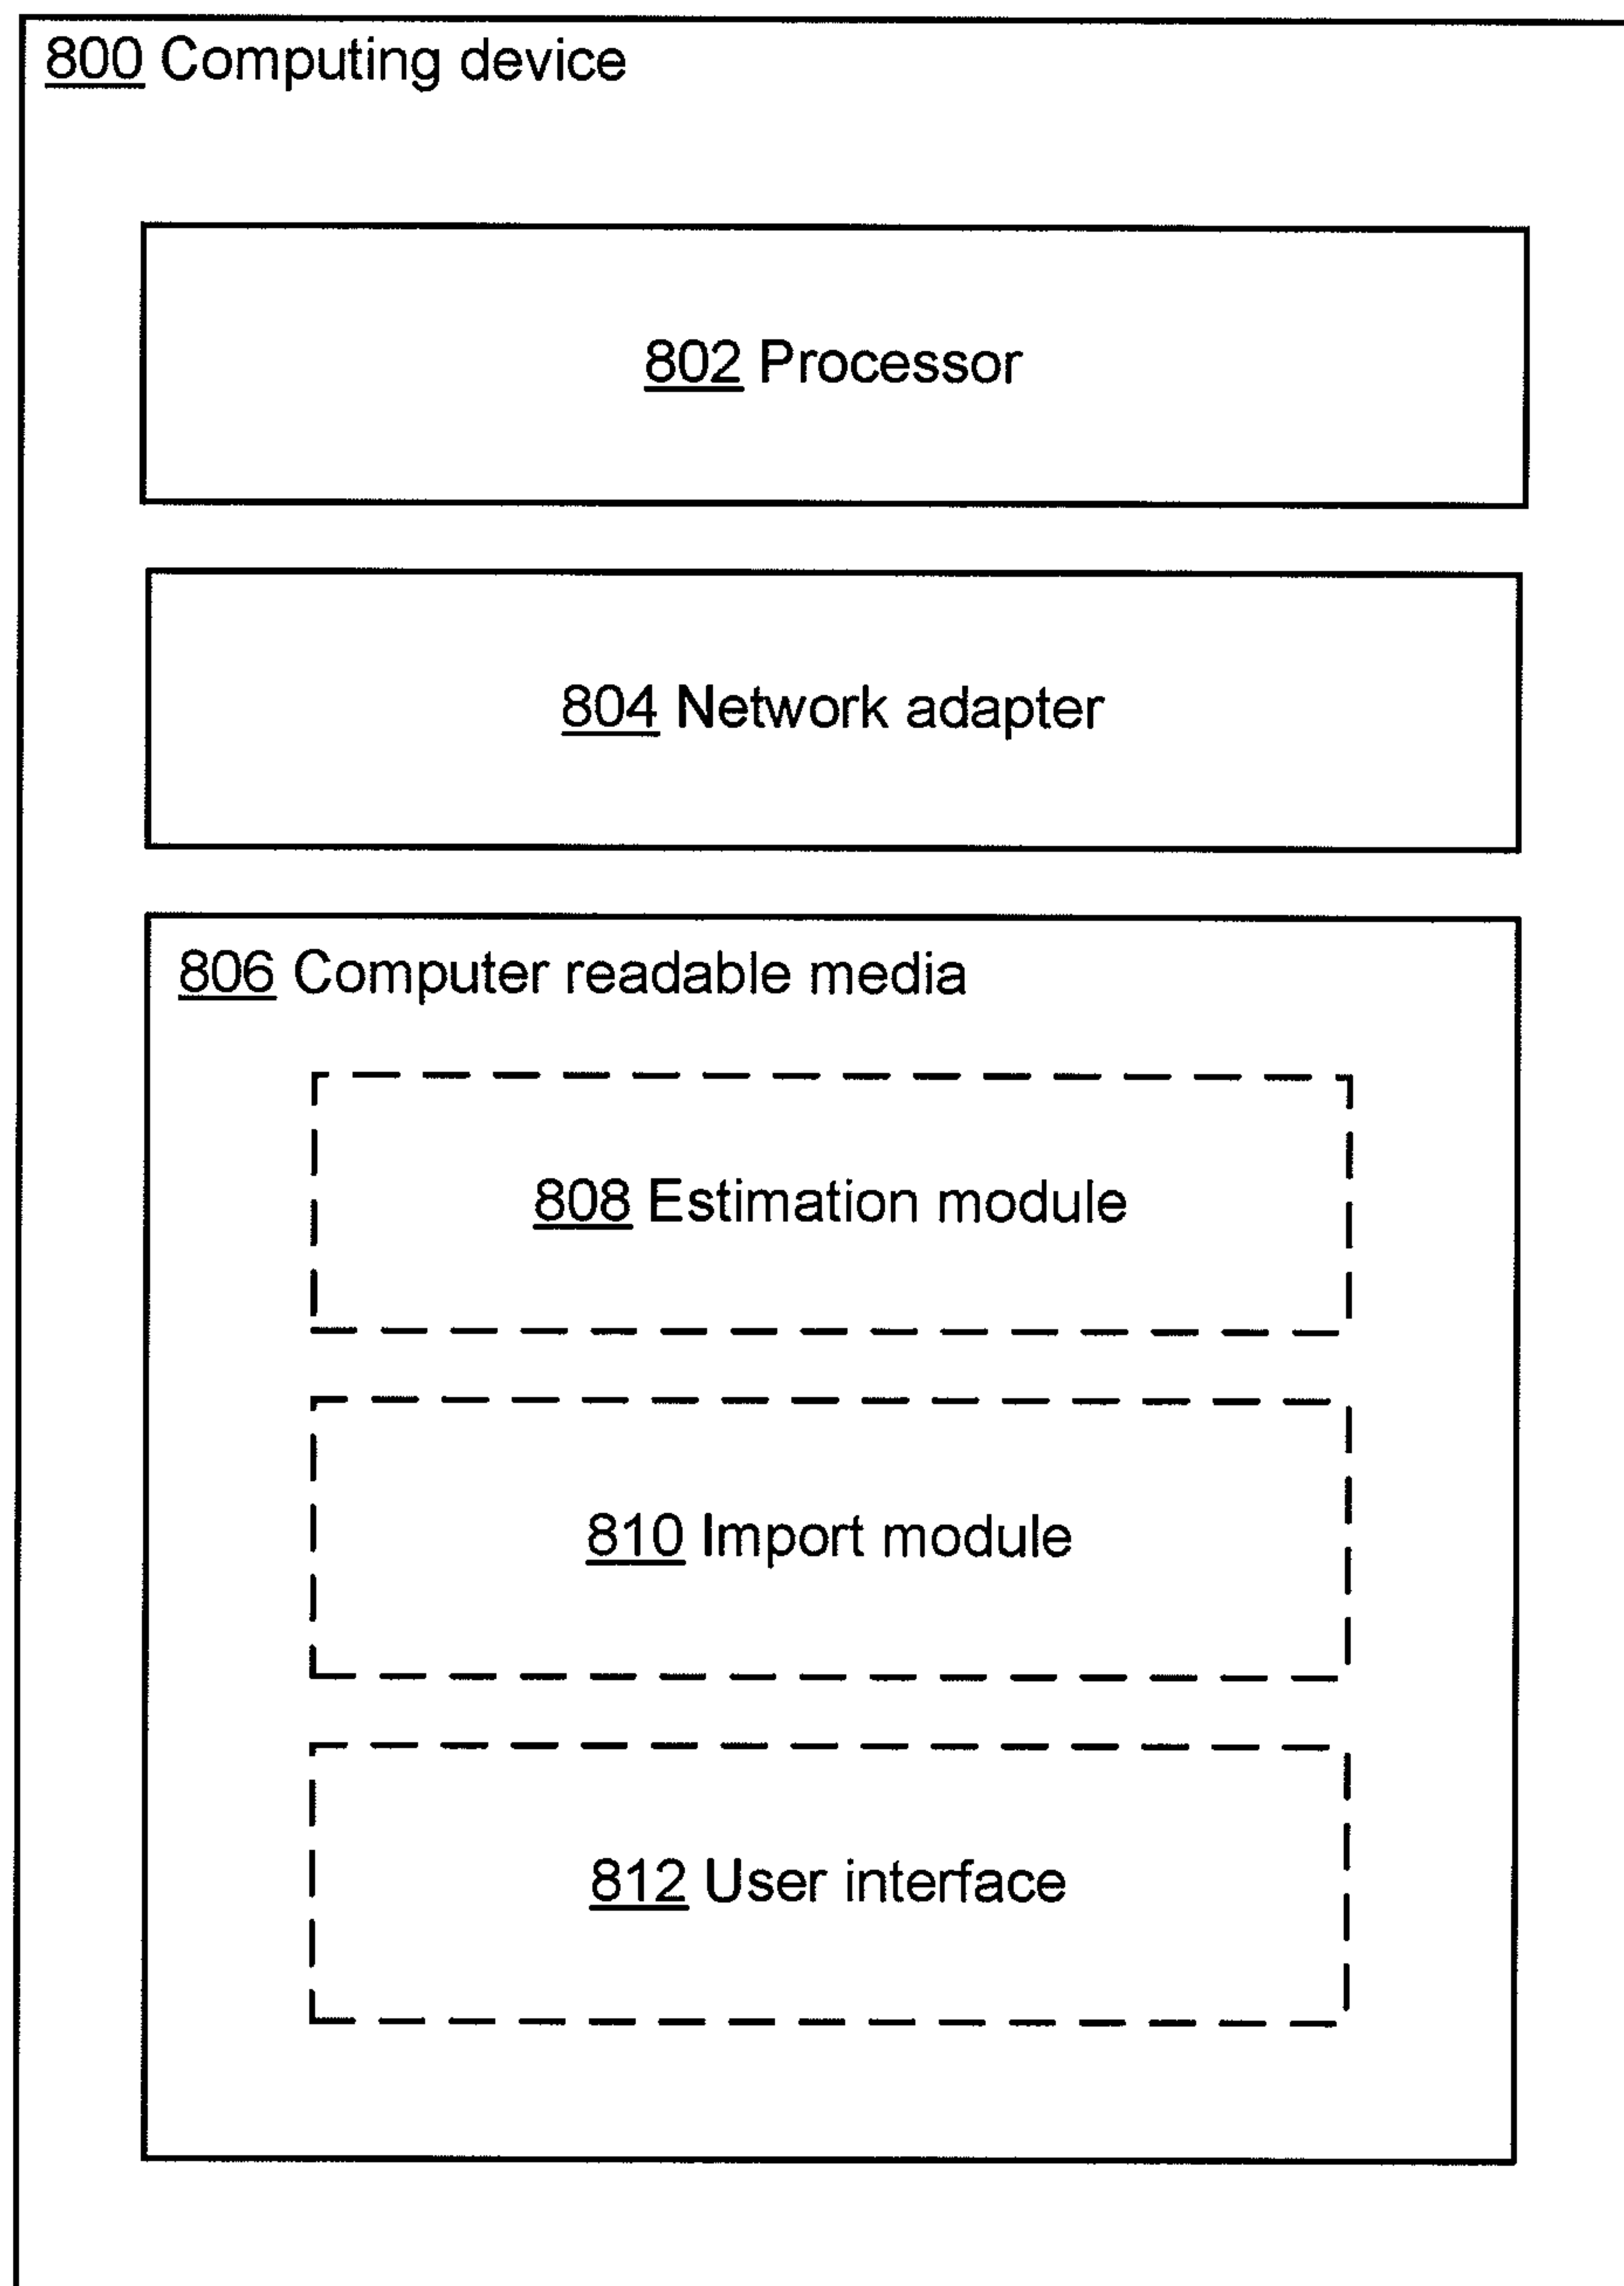 800 Computing device
802 Processor
804 Network adapter
806 Computer readable media
808 Estimation module
810 Import module
812 User interface